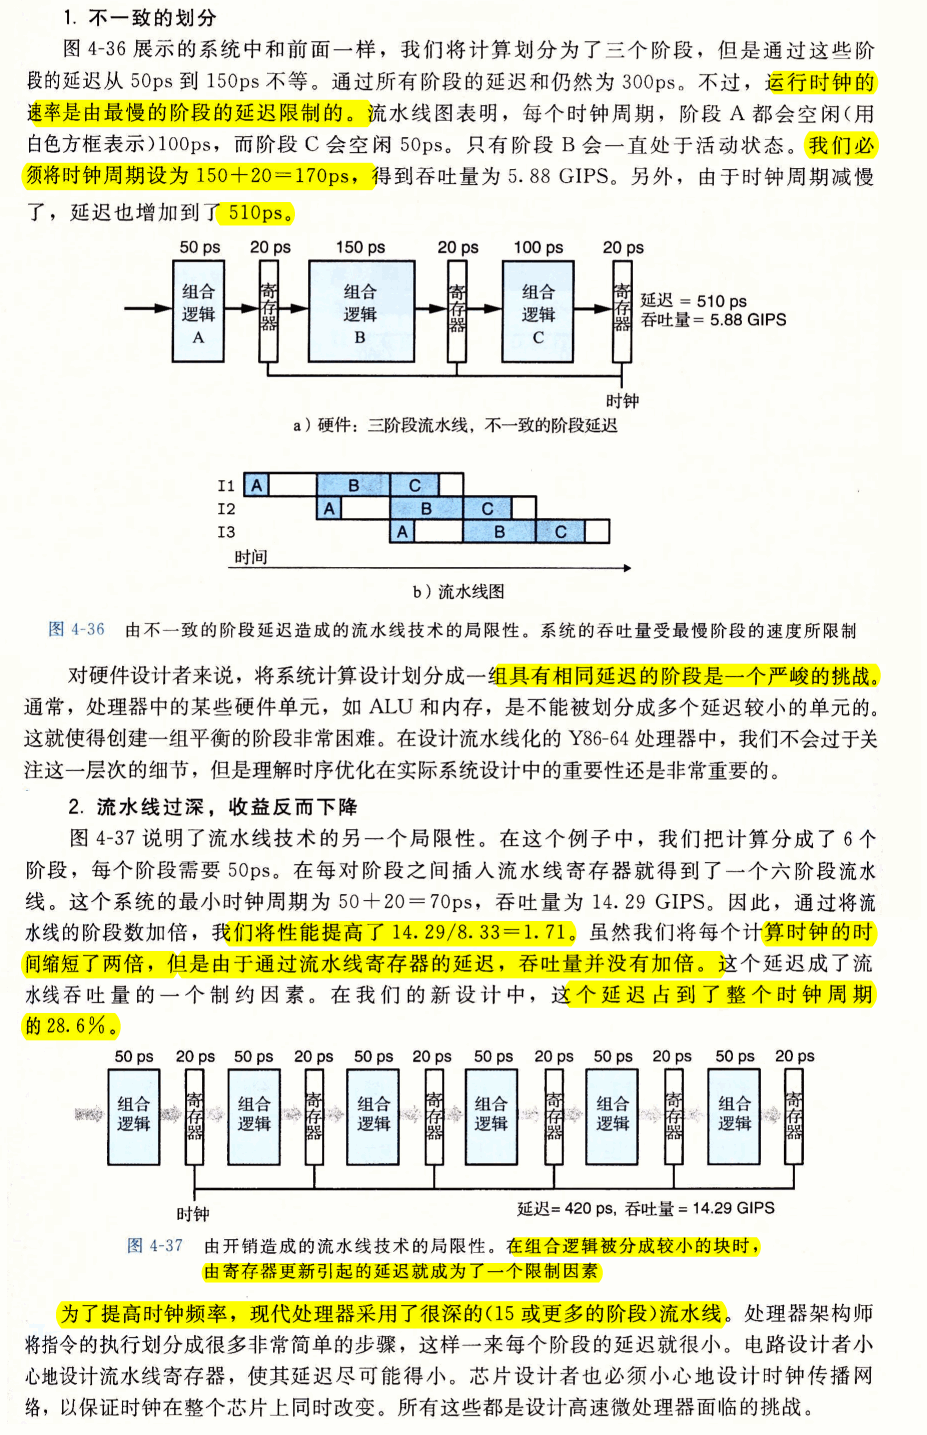 1. 不一致的划分
图 4-36 展示的系统中和前面一样，我们将计算划分为了三个阶段，但是通过这些阶
段的延迟从 50ps 到 150ps 不等。通过所有阶段的延迟和仍然为 300ps。不过，运行时钟的
速率是由最慢的阶段的延迟限制的。流水线图表明，每个时钟周期，阶段 A 都会空闲(用
白色方框表示)100ps，而阶段 C 会空闲 50ps。只有阶段 B 会一直处于活动状态。我们必
须将时钟周期设为 150＋20＝170ps，得到吞吐量为 5.88 GIPS。另外，由于时钟周期减慢
了，延迟也增加到了 510ps。
50 ps 20 ps 150 ps 20 ps 100 ps 20 ps
组合逻辑 A
寄存器
组合逻辑 B
寄存器
组合逻辑 C
寄存器
延迟 = 510 ps
吞吐量 = 5.88 GIPS
时钟
a）硬件：三阶段流水线，不一致的阶段延迟
I1 A B C
I2 A B C
I3 A B C
时间
b）流水线图
图 4-36 由不一致的阶段延迟造成的流水线技术的局限性。系统的吞吐量受最慢阶段的速度所限制
对硬件设计者来说，将系统计算设计划分成一组具有相同延迟的阶段是一个严峻的挑战。
通常，处理器中的某些硬件单元，如 ALU 和内存，是不能被划分成多个延迟较小的单元的。
这就使得创建一组平衡的阶段非常困难。在设计流水线化的 Y86-64 处理器中，我们不会过于关
注这一层次的细节，但是理解时序优化在实际系统设计中的重要性还是非常重要的。
2. 流水线过深，收益反而下降
图 4-37 说明了流水线技术的另一个局限性。在这个例子中，我们把计算分成了 6 个
阶段，每个阶段需要 50ps。在每对阶段之间插入流水线寄存器就得到了一个六阶段流水
线。这个系统的最小时钟周期为 50＋20＝70ps，吞吐量为 14.29 GIPS。因此，通过将流
水线的阶段数加倍，我们将性能提高了 14.29/8.33＝1.71。虽然我们将每个计算时钟的时
间缩短了两倍，但是由于通过流水线寄存器的延迟，吞吐量并没有加倍。这个延迟成了流
水线吞吐量的一个制约因素。在我们的新设计中，这个延迟占到了整个时钟周期
的 28.6%。
50 ps 20 ps 50 ps 20 ps 50 ps 20 ps 50 ps 20 ps 50 ps 20 ps 50 ps 20 ps
组合逻辑
寄存器
组合逻辑
寄存器
组合逻辑
寄存器
组合逻辑
寄存器
组合逻辑
寄存器
组合逻辑
寄存器
时钟
延迟= 420 ps, 吞吐量 = 14.29 GIPS
图 4-37 由开销造成的流水线技术的局限性。在组合逻辑被分成较小的块时，
由寄存器更新引起的延迟就成为了一个限制因素
为了提高时钟频率，现代处理器采用了很深的(15 或更多的阶段)流水线。处理器架构师
将指令的执行划分成很多非常简单的步骤，这样一来每个阶段的延迟就很小。电路设计者小
心地设计流水线寄存器，使其延迟尽可能得小。芯片设计者也必须小心地设计时钟传播网
络，以保证时钟在整个芯片上同时改变。所有这些都是设计高速微处理器面临的挑战。